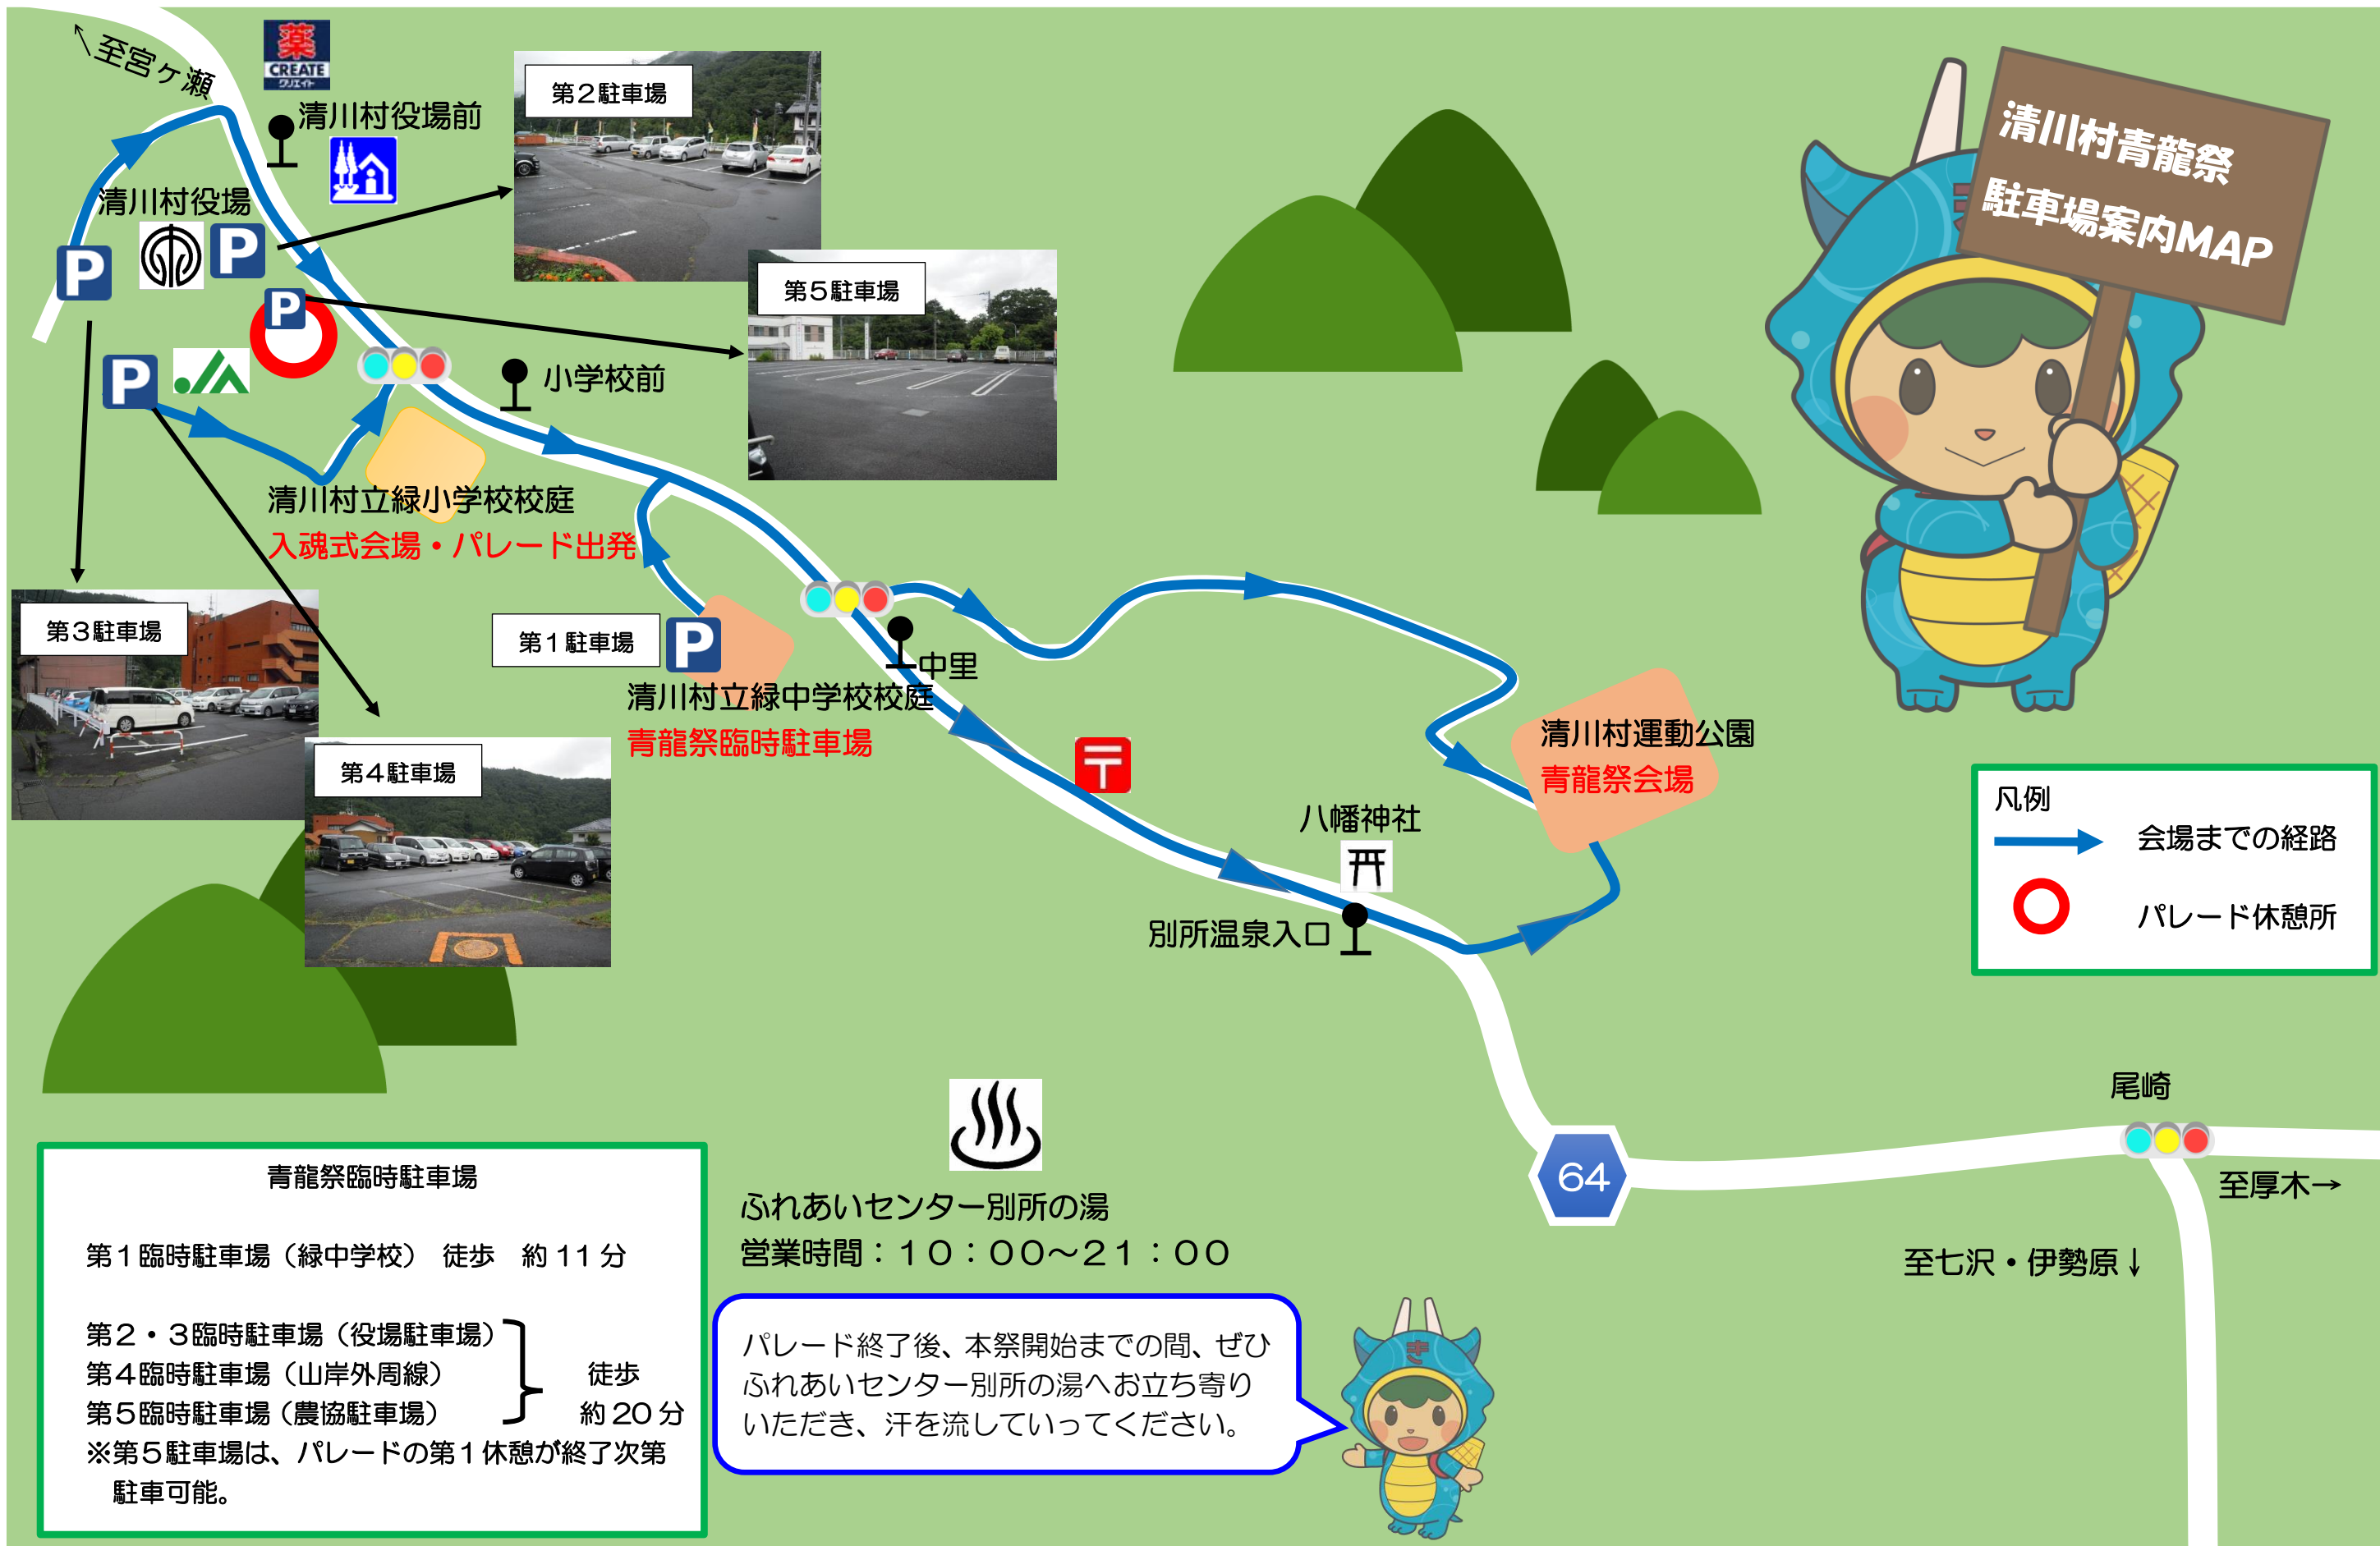 清川村青龍祭
駐車場案内MAP
↑至宮ヶ瀬
薬
CREATE
クリエイト
清川村役場前
清川村役場
P
P
P
P
第2駐車場
第5駐車場
小学校前
清川村立緑小学校校庭
入魂式会場・パレード出発
第3駐車場
第4駐車場
第1駐車場
P
清川村立緑中学校校庭
青龍祭臨時駐車場
中里
〒
清川村運動公園
青龍祭会場
八幡神社
別所温泉入口
凡例
会場までの経路
パレード休憩所
尾崎
64
至厚木→
至七沢・伊勢原↓
青龍祭臨時駐車場
第1臨時駐車場（緑中学校） 徒歩 約11分
第2・3臨時駐車場（役場駐車場）
第4臨時駐車場（山岸外周線） 徒歩
第5臨時駐車場（農協駐車場） 約20分
※第5駐車場は、パレードの第1休憩が終了次第
駐車可能。
ふれあいセンター別所の湯
営業時間：１０：００～２１：００
パレード終了後、本祭開始までの間、ぜひ
ふれあいセンター別所の湯へお立ち寄り
いただき、汗を流していってください。